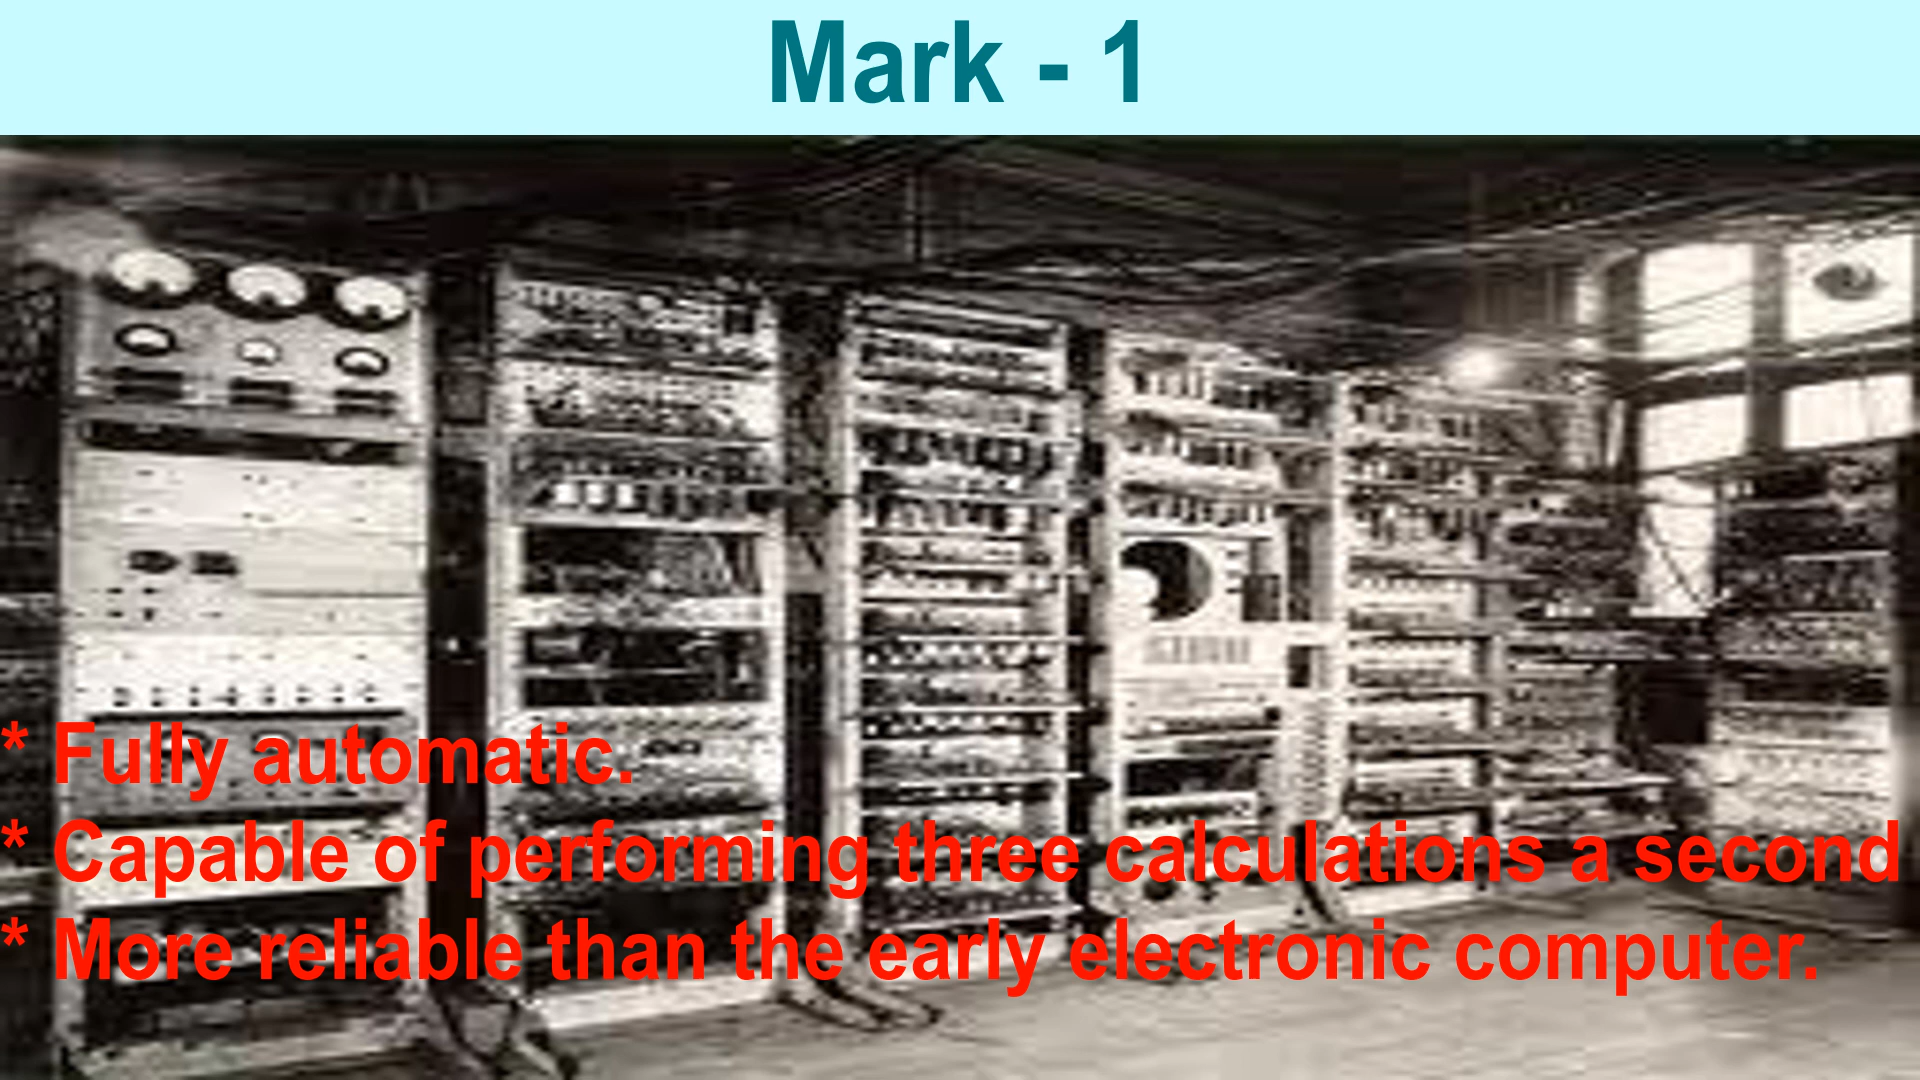 Mark - 1
* Fully automatic.
* Capable of performing three calculations a second
* More reliable than the early electronic computer.